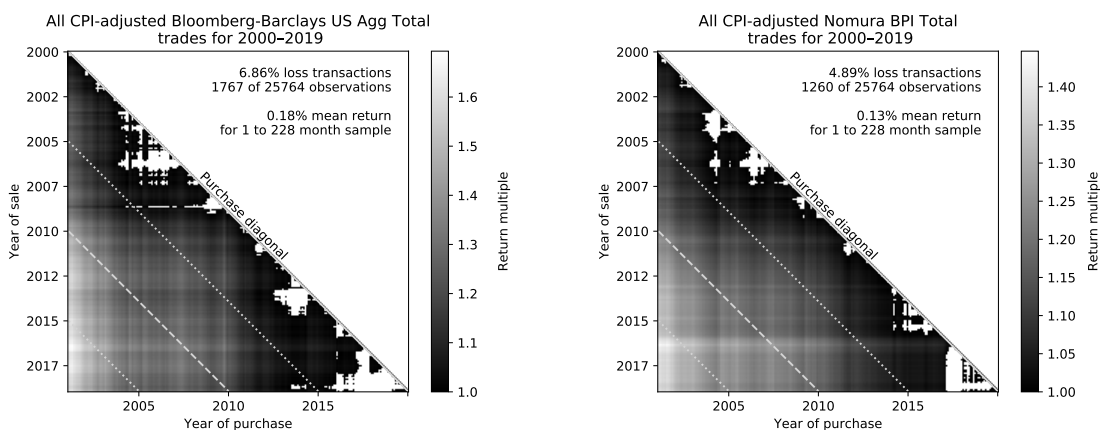 All CPI-adjusted Bloomberg-Barclays US Agg Total
trades for 2000–2019
2000
2002
2005
2007
2010
2012
2015
2017
Year of sale
6.86% loss transactions
1767 of 25764 observations
0.18% mean return
for 1 to 228 month sample
Purchase diagonal
2005
2010
2015
Year of purchase
1.6
1.5
1.4
1.3
1.2
1.1
1.0
Return multiple
All CPI-adjusted Nomura BPI Total
trades for 2000–2019
2000
2002
2005
2007
2010
2012
2015
2017
Year of sale
4.89% loss transactions
1260 of 25764 observations
0.13% mean return
for 1 to 228 month sample
Purchase diagonal
2005
2010
2015
Year of purchase
1.40
1.35
1.30
1.25
1.20
1.15
1.10
1.05
1.00
Return multiple